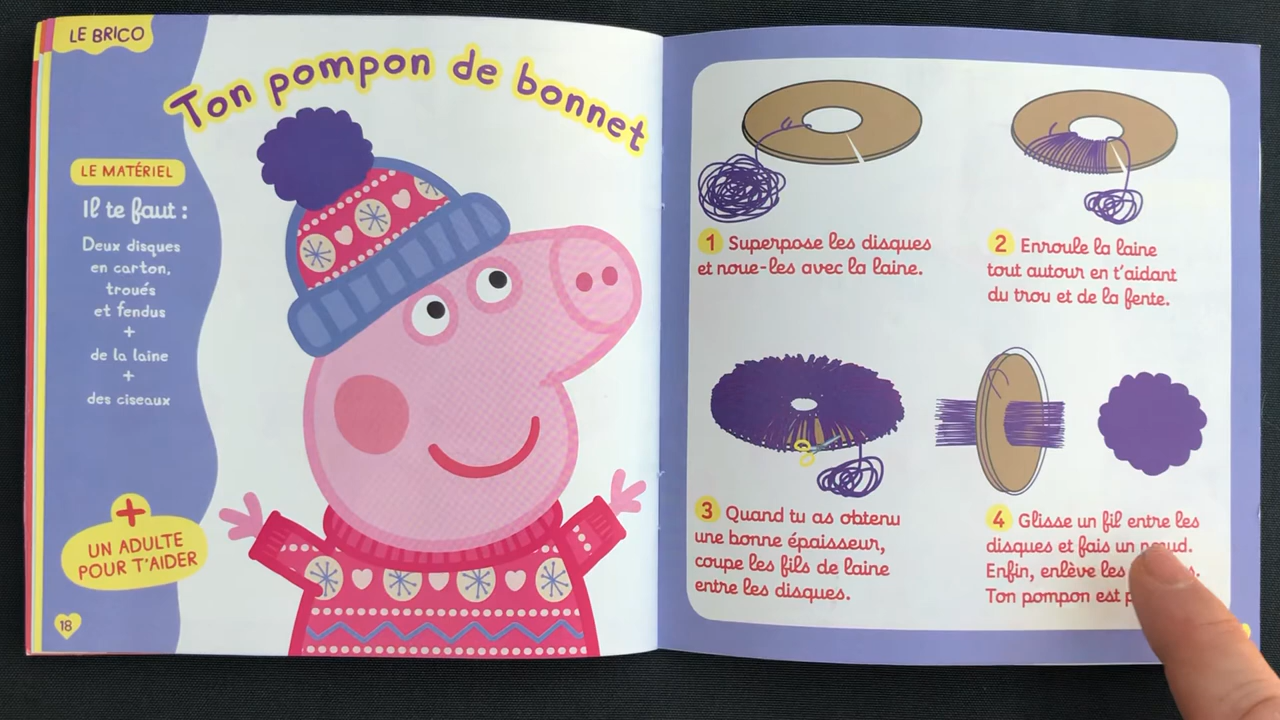 LE BRICO
Ton pompon de bonnet
LE MATÉRIEL
Il te faut :
Deux disques
en carton,
troués
et fendus
+
de la laine
+
des ciseaux
+
UN ADULTE
POUR T'AIDER
18
1 Superpose les disques
et noue-les avec la laine.
2 Enroule la laine
tout autour en t'aidant
du trou et de la fente.
3 Quand tu as obtenu
une bonne épaisseur,
coupe les fils de laine
entre les disques.
4 Glisse un fil entre les
disques et fais un nœud.
Enfin, enlève les
Ton pompon est